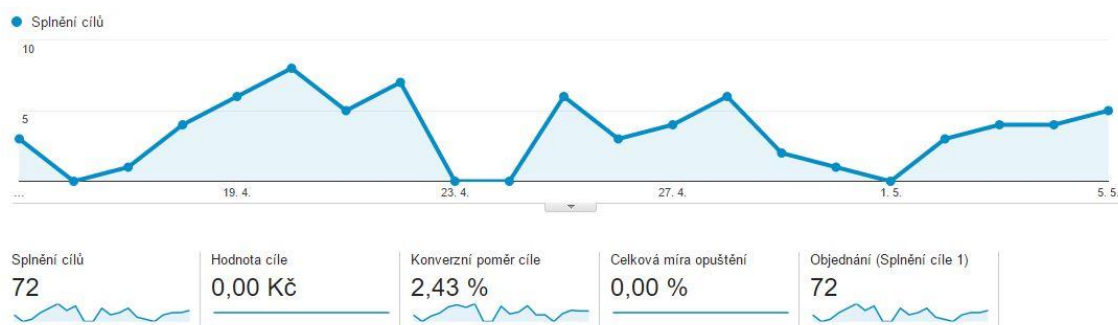 Splnění cílů
10
5
... 19. 4. 23. 4. 27. 4. 1. 5. 5. 5.
Splnění cílů Hodnota cíle Konverzní poměr cíle Celková míra opuštění Objednání (Splnění cíle 1)
72 0,00 Kč 2,43 % 0,00 % 72